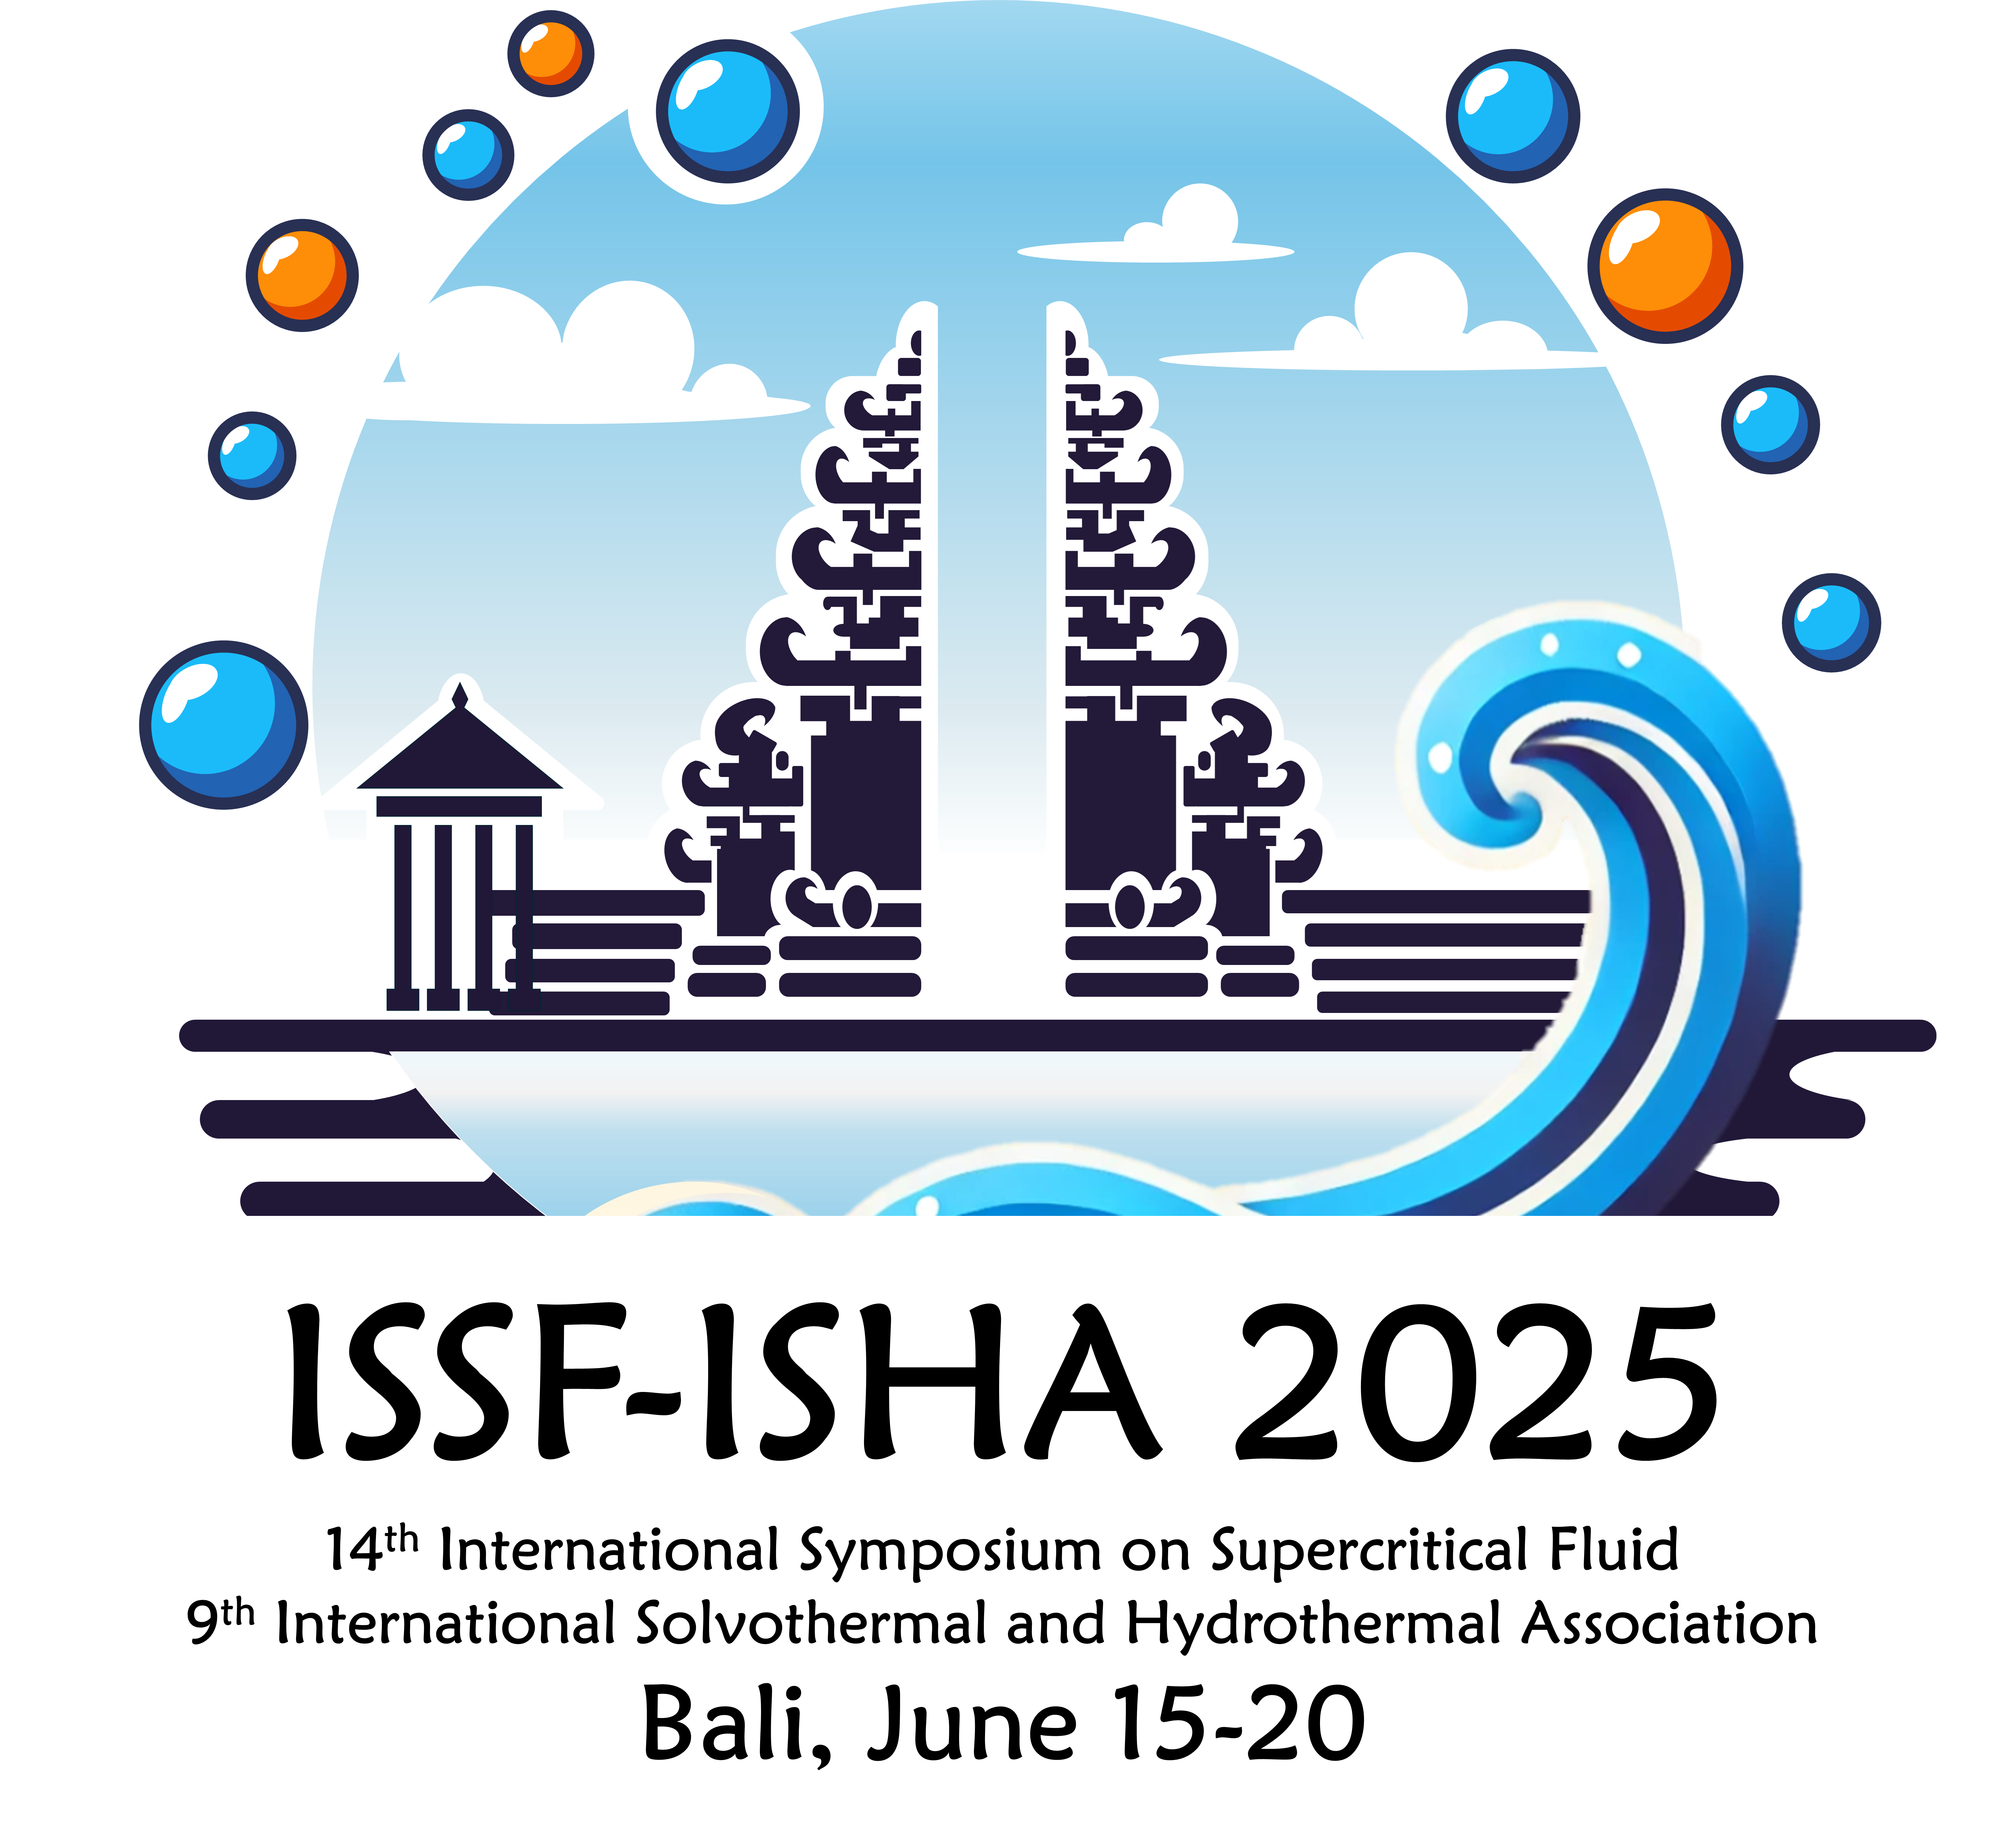 ISSF-ISHA 2025
14th International Symposium on Supercritical Fluid
9th International Solvothermal and Hydrothermal Association
Bali, June 15-20